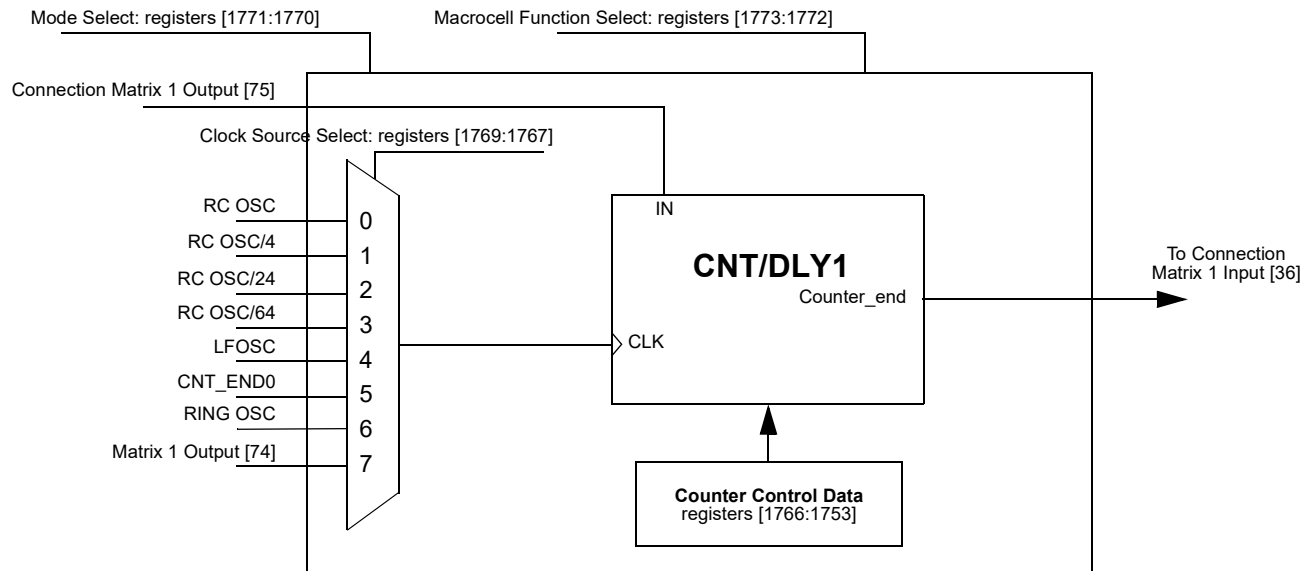 Mode Select: registers [1771:1770]
Macrocell Function Select: registers [1773:1772]
Connection Matrix 1 Output [75]
Clock Source Select: registers [1769:1767]
RC OSC
0
RC OSC/4
1
RC OSC/24
2
RC OSC/64
3
LFOSC
4
CNT_END0
5
RING OSC
6
Matrix 1 Output [74]
7
IN
CNT/DLY1
Counter_end
CLK
To Connection
Matrix 1 Input [36]
Counter Control Data
registers [1766:1753]